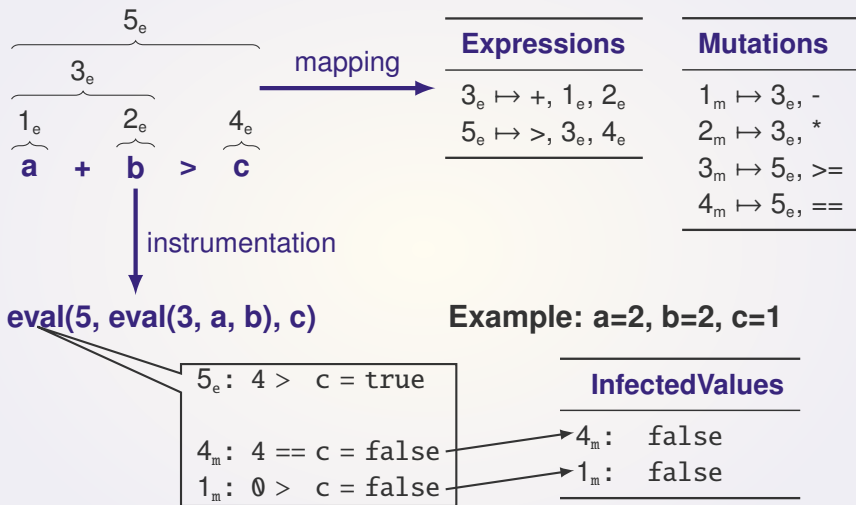 5e
3e
1e 2e 4e
a + b > c
mapping
Expressions
3e ↦ +, 1e, 2e
5e ↦ >, 3e, 4e
Mutations
1m ↦ 3e, -
2m ↦ 3e, *
3m ↦ 5e, >=
4m ↦ 5e, ==
instrumentation
eval(5, eval(3, a, b), c)
Example: a=2, b=2, c=1
5e: 4 > c = true
4m: 4 == c = false
1m: 0 > c = false
InfectedValues
4m: false
1m: false